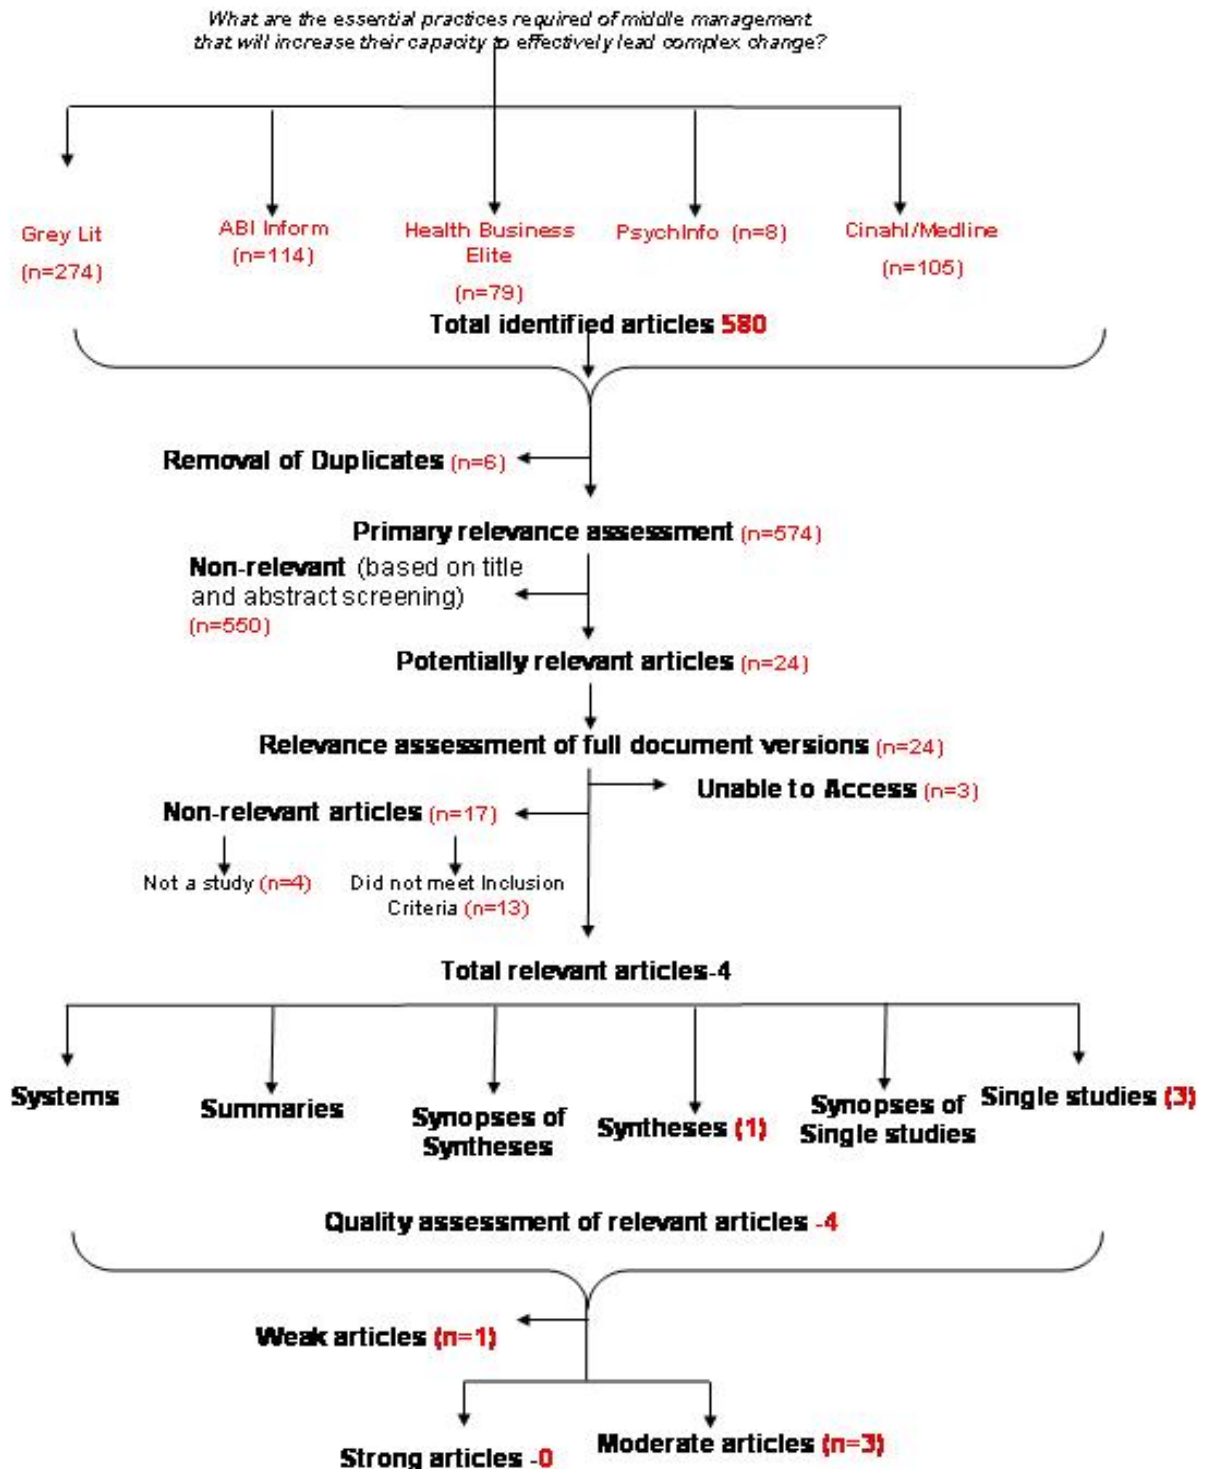 What are the essential practices required of middle management
that will increase their capacity to effectively lead complex change?
Grey Lit
(n=274)
ABI Inform
(n=114)
Health Business
Elite
(n=79)
PsychInfo (n=8)
Cinahl/Medline
(n=105)
Total identified articles 580
Removal of Duplicates (n=6)
Primary relevance assessment (n=574)
Non-relevant (based on title
and abstract screening)
(n=550)
Potentially relevant articles (n=24)
Relevance assessment of full document versions (n=24)
Unable to Access (n=3)
Non-relevant articles (n=17)
Not a study (n=4)
Did not meet Inclusion
Criteria (n=13)
Total relevant articles-4
Systems
Summaries
Synopses of
Syntheses
Syntheses (1)
Synopses of
Single studies
Single studies (3)
Quality assessment of relevant articles -4
Weak articles (n=1)
Strong articles -0
Moderate articles (n=3)